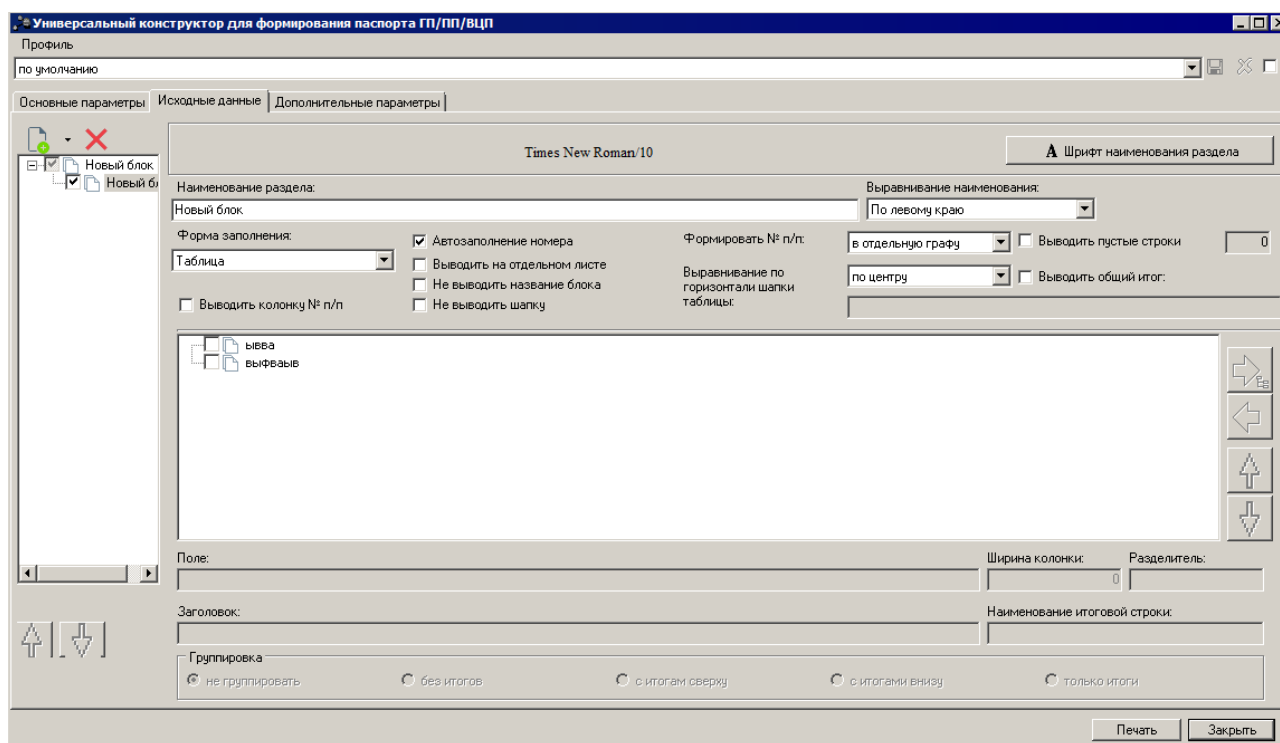 Универсальный конструктор для формирования паспорта ГП/ПП/ВЦП
Профиль
по умолчанию
Основные параметры Исходные данные Дополнительные параметры
Times New Roman/10
A Шрифт наименования раздела
Новый блок
Новый бл
Наименование раздела: Выравнивание наименования:
Новый блок По левому краю
Форма заполнения: Автозаполнение номера Формировать № п/п: в отдельную графу Выводить пустые строки 0
Таблица Выводить на отдельном листе
Не выводить название блока
Выводить колонку № п/п Не выводить шапку
Выравнивание по
горизонтали шапки
таблицы:
по центру Выводить общий итог:
ывва
выфваыв
Поле: Ширина колонки: Разделитель:
0
Заголовок: Наименование итоговой строки:
Группировка
не группировать без итогов с итогам сверху с итогами внизу только итоги
Печать Закрыть